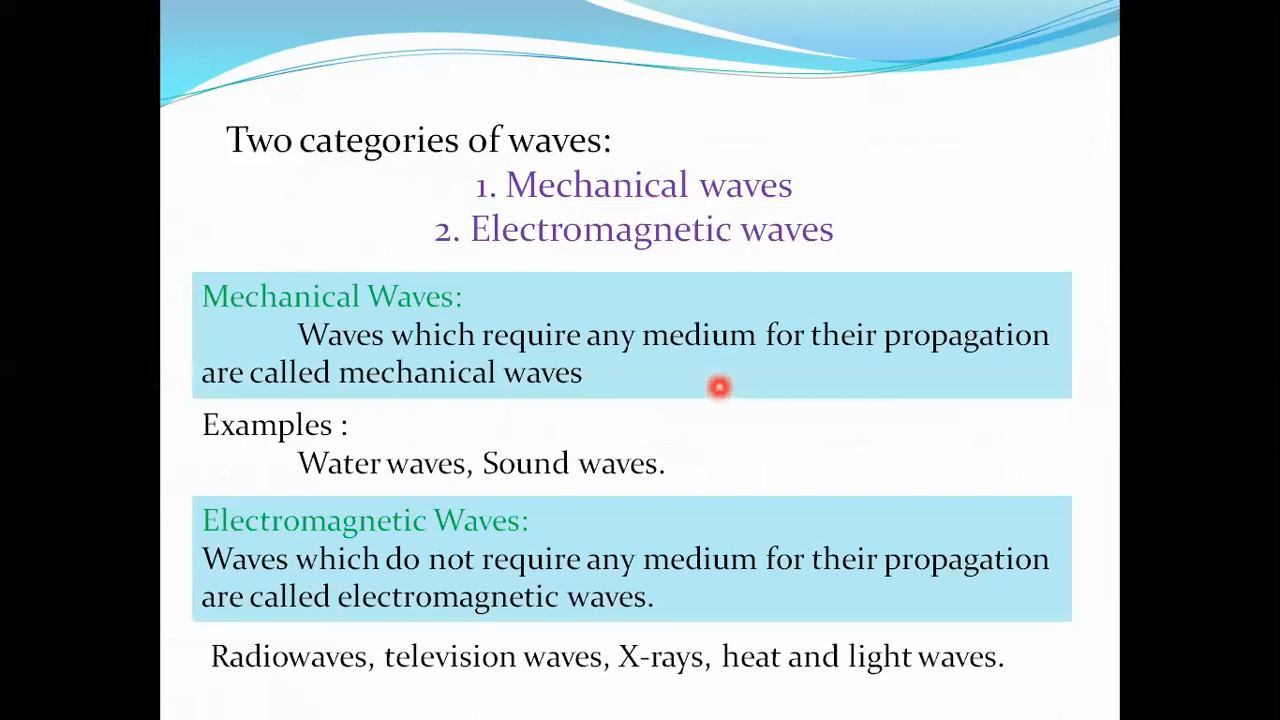 Two categories of waves:
1. Mechanical waves
2. Electromagnetic waves
Mechanical Waves:
Waves which require any medium for their propagation
are called mechanical waves
Examples :
Water waves, Sound waves.
Electromagnetic Waves:
Waves which do not require any medium for their propagation
are called electromagnetic waves.
Radiowaves, television waves, X-rays, heat and light waves.